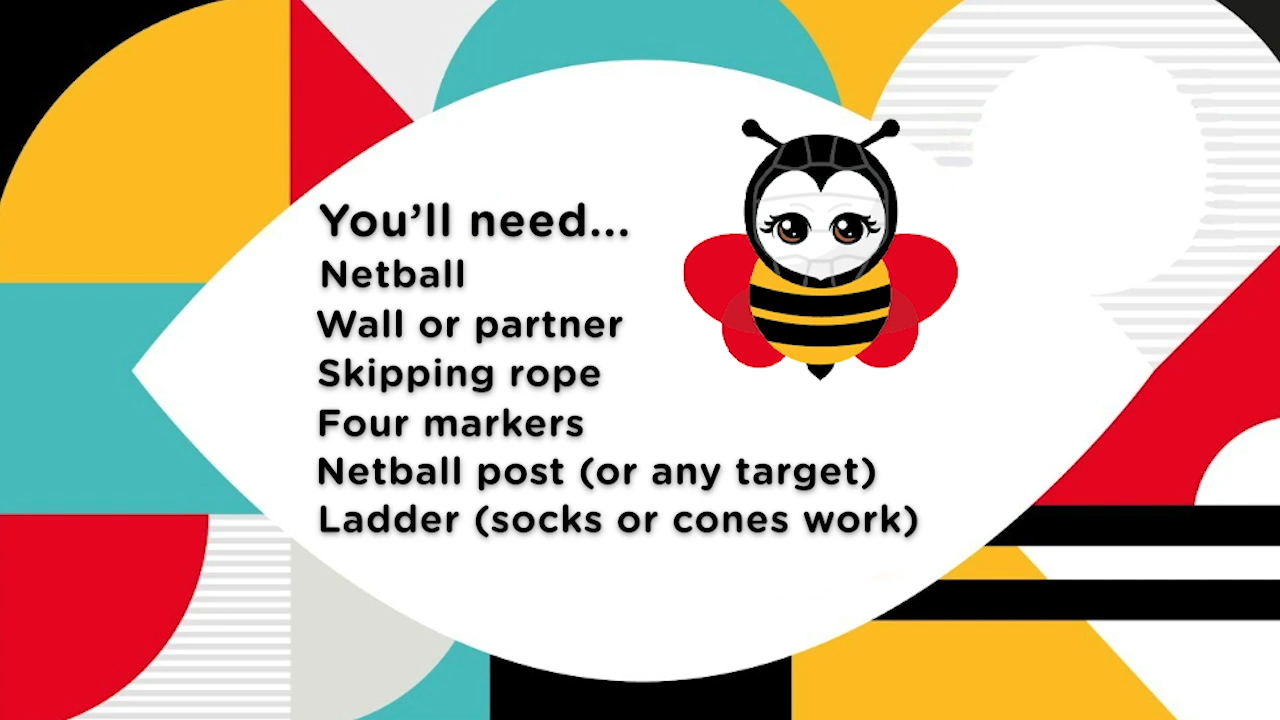 You’ll need...
Netball
Wall or partner
Skipping rope
Four markers
Netball post (or any target)
Ladder (socks or cones work)